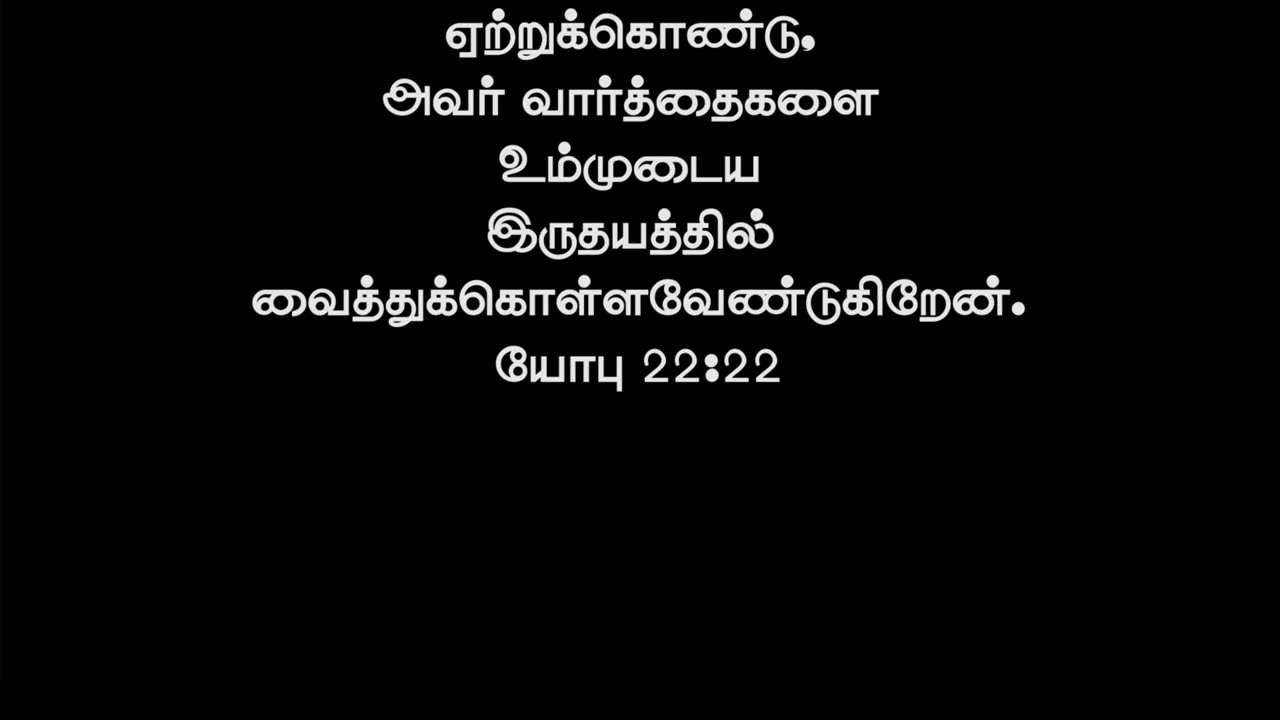 ஏற்றுக்கொண்டு,
அவர் வார்த்தைகளை
உம்முடைய
இருதயத்தில்
வைத்துக்கொள்ளவேண்டுகிறேன்.
யோபு 22:22